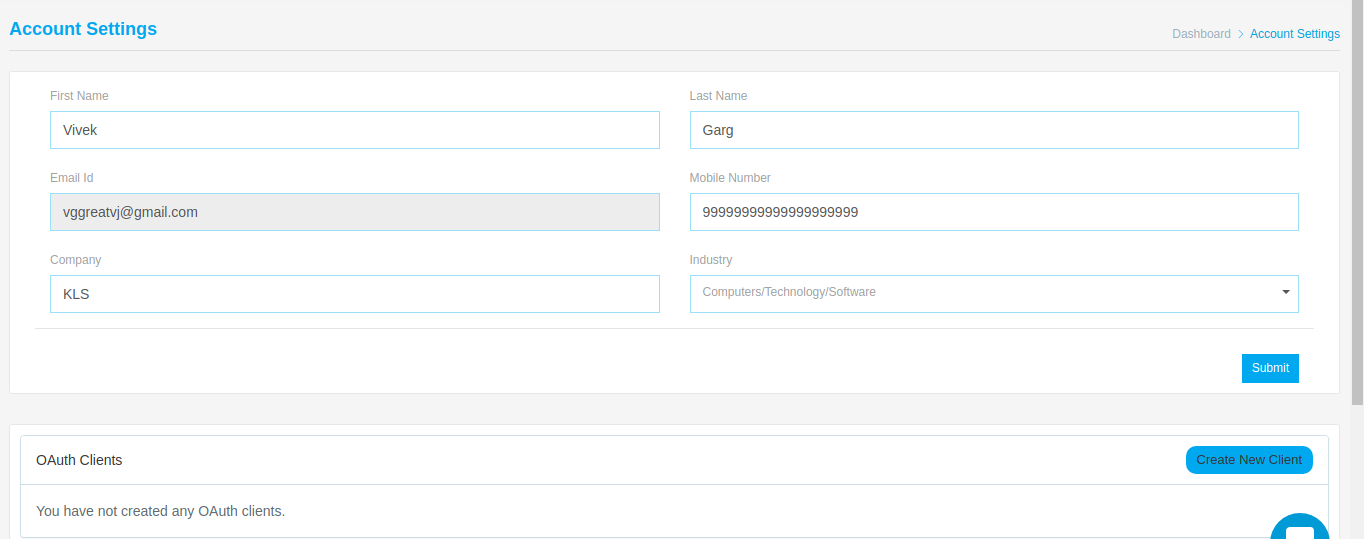 Account Settings
Dashboard > Account Settings
First Name
Last Name
Vivek
Garg
Email Id
Mobile Number
vggreatvj@gmail.com
99999999999999999999
Company
Industry
KLS
Computers/Technology/Software
Submit
OAuth Clients
Create New Client
You have not created any OAuth clients.